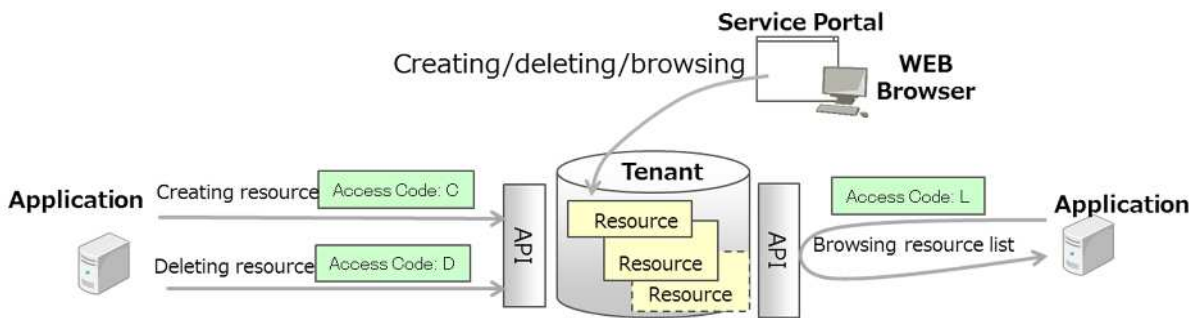 Service Portal
Creating/deleting/browsing
WEB
Browser
Tenant
Application
Creating resource
Access Code: C
API
Resource
Resource
Resource
Deleting resource
Access Code: D
API
Access Code: L
Browsing resource list
Application